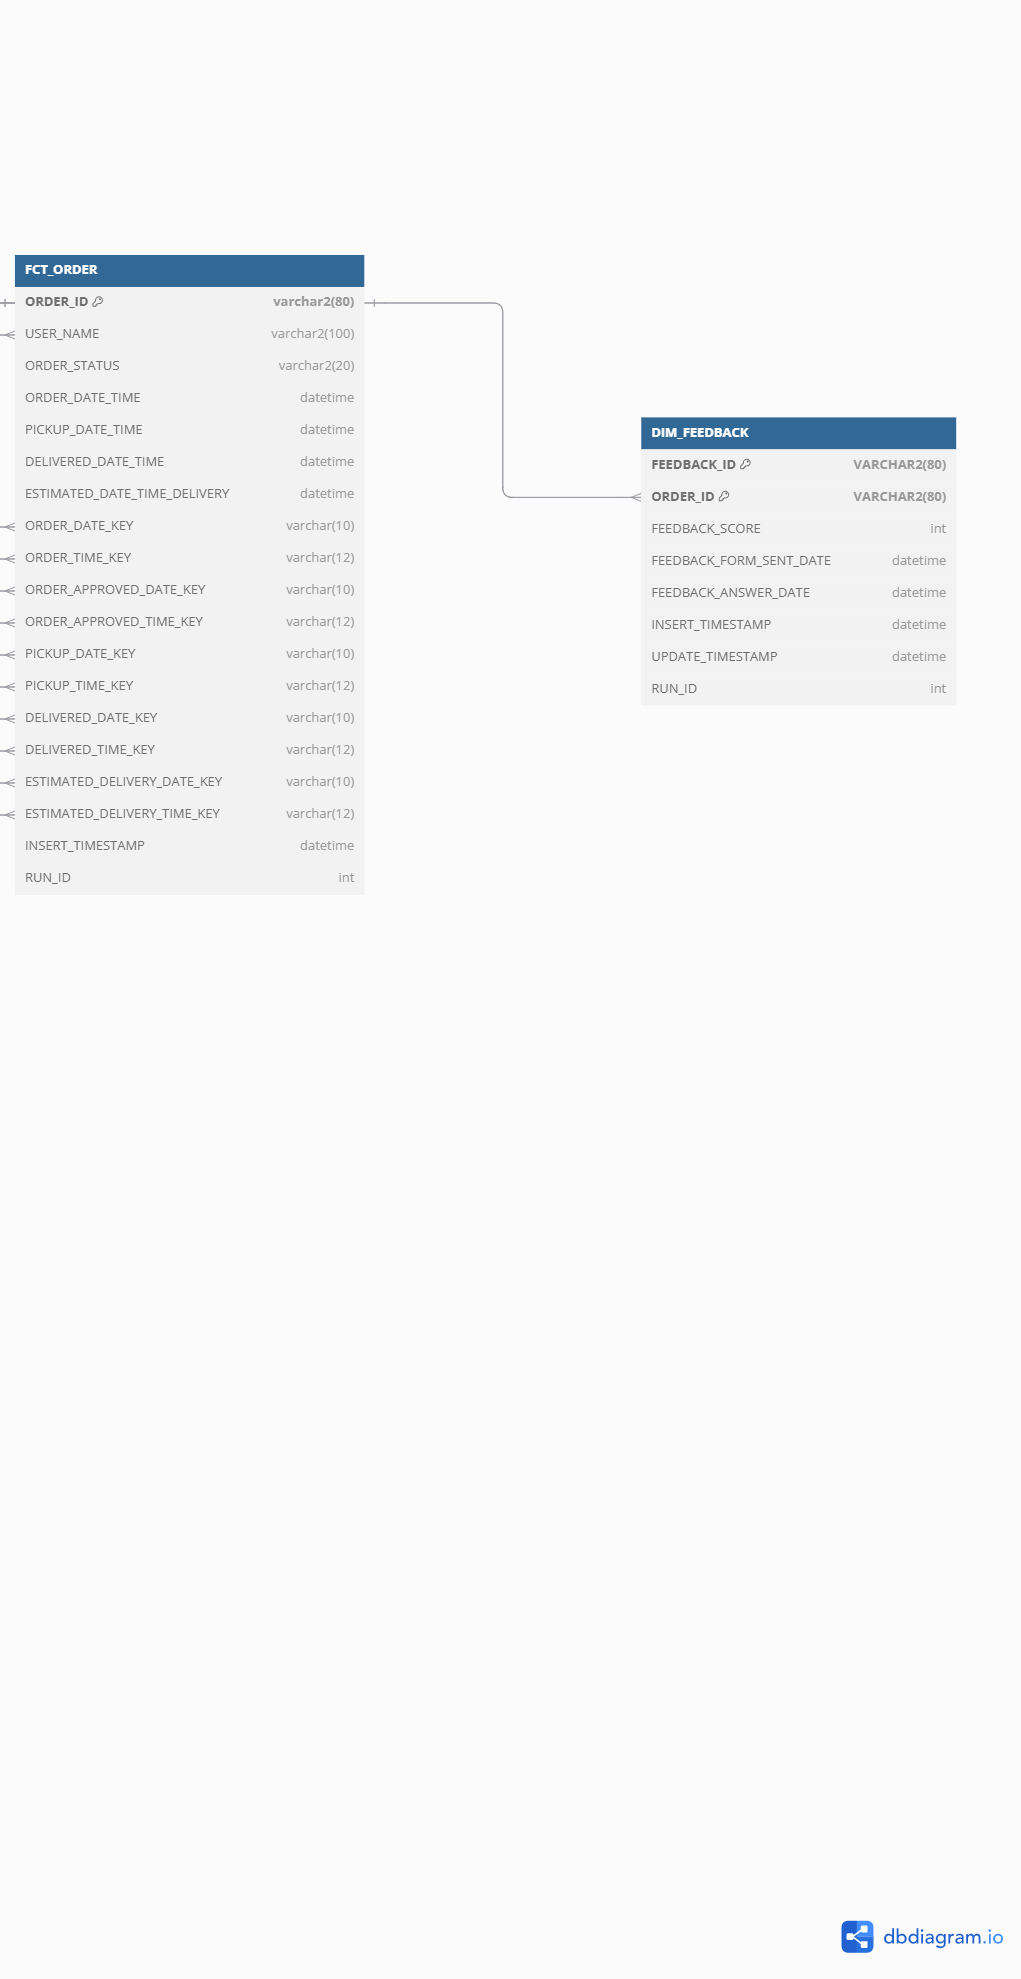 FCT_ORDER
ORDER_ID varchar2(80)
USER_NAME varchar2(100)
ORDER_STATUS varchar2(20)
ORDER_DATE_TIME datetime
PICKUP_DATE_TIME datetime
DELIVERED_DATE_TIME datetime
ESTIMATED_DATE_TIME_DELIVERY datetime
ORDER_DATE_KEY varchar(10)
ORDER_TIME_KEY varchar(12)
ORDER_APPROVED_DATE_KEY varchar(10)
ORDER_APPROVED_TIME_KEY varchar(12)
PICKUP_DATE_KEY varchar(10)
PICKUP_TIME_KEY varchar(12)
DELIVERED_DATE_KEY varchar(10)
DELIVERED_TIME_KEY varchar(12)
ESTIMATED_DELIVERY_DATE_KEY varchar(10)
ESTIMATED_DELIVERY_TIME_KEY varchar(12)
INSERT_TIMESTAMP datetime
RUN_ID int
DIM_FEEDBACK
FEEDBACK_ID VARCHAR2(80)
ORDER_ID VARCHAR2(80)
FEEDBACK_SCORE int
FEEDBACK_FORM_SENT_DATE datetime
FEEDBACK_ANSWER_DATE datetime
INSERT_TIMESTAMP datetime
UPDATE_TIMESTAMP datetime
RUN_ID int
dbdiagram.io